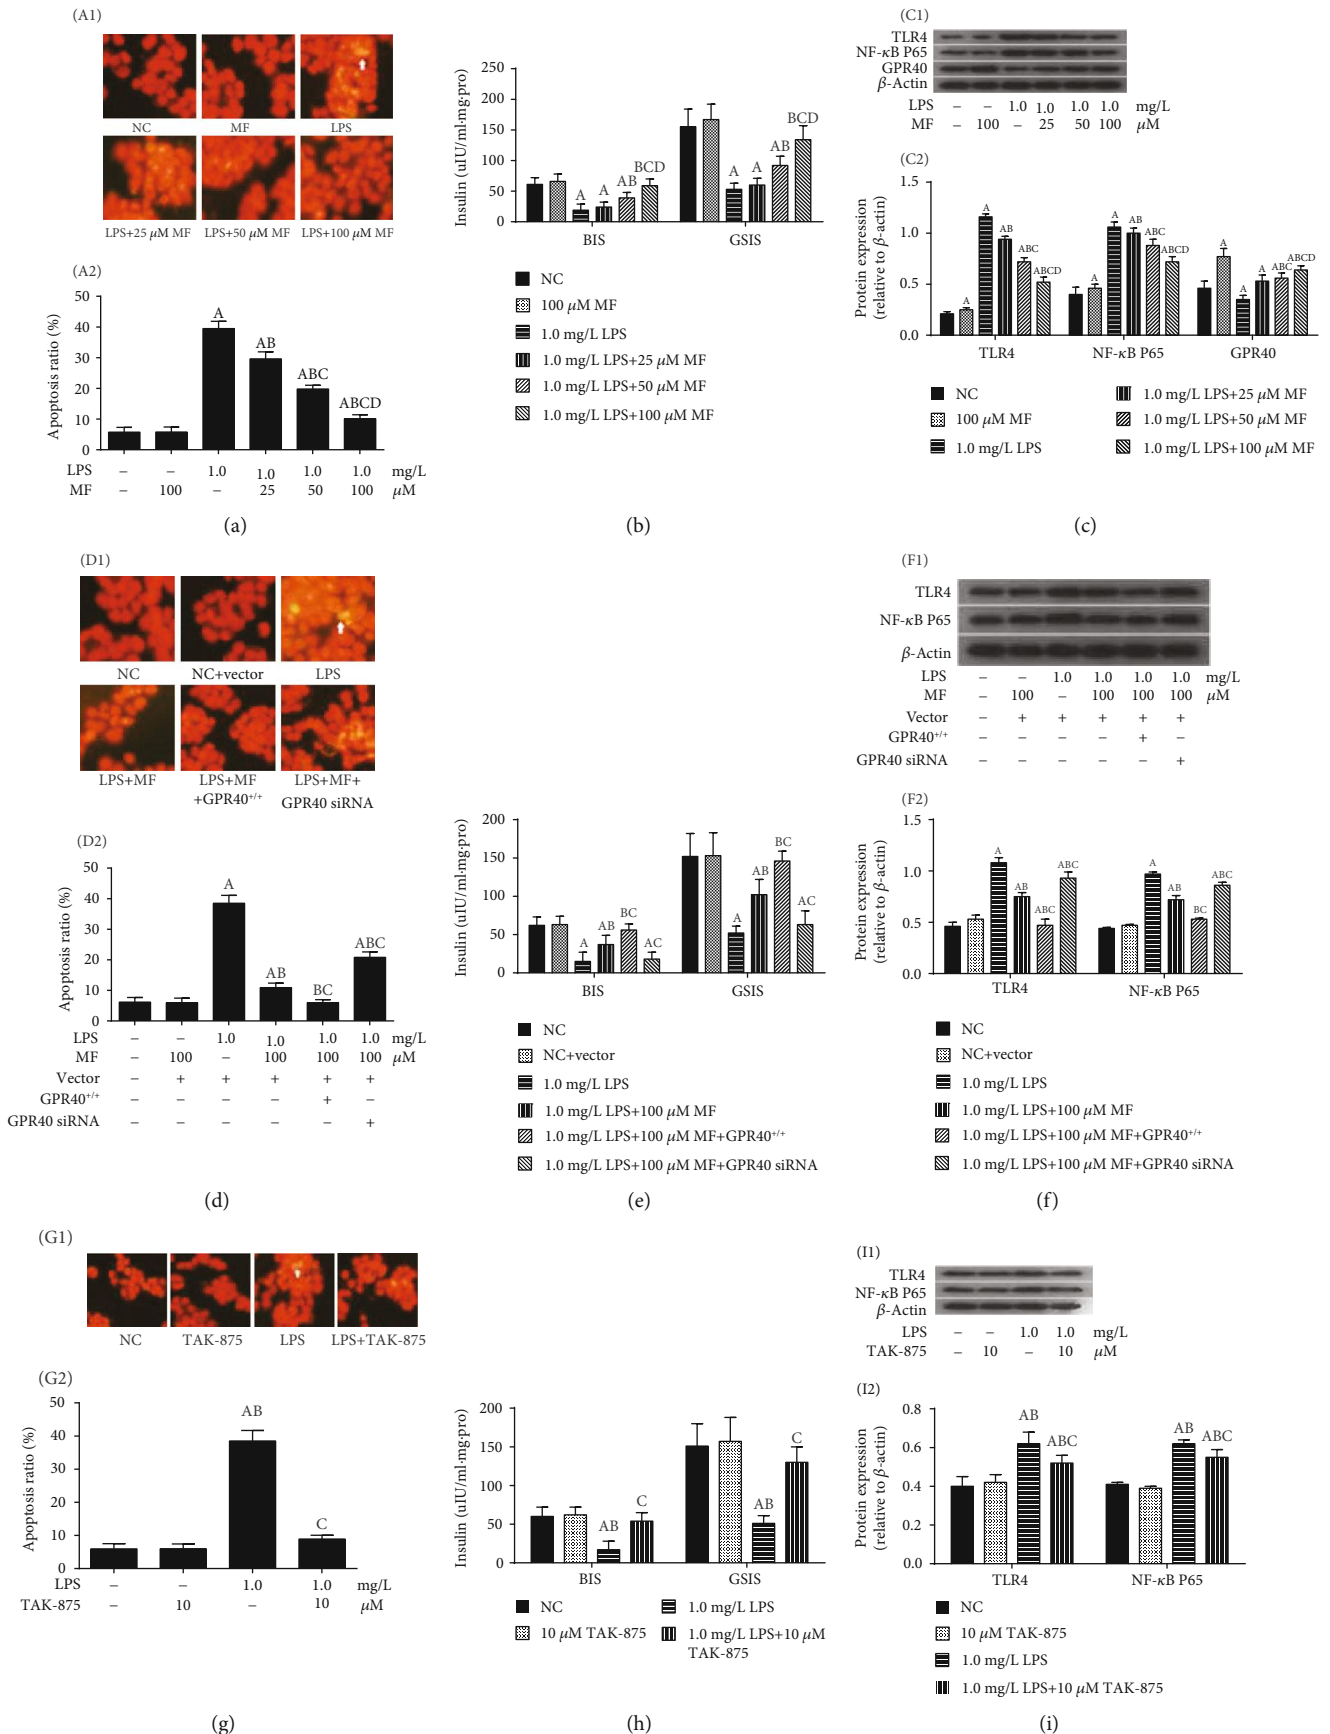 (A1)
NC MF LPS
LPS+25 μM MF LPS+50 μM MF LPS+100 μM MF
(A2)
Apoptosis ratio (%)
50
40
30
20
10
0
A
AB
ABC
ABCD
LPS – – 1.0 1.0 1.0 1.0 mg/L
MF – 100 – 25 50 100 μM
(a)
Insulin (uIU/ml·mg·pro)
250
200
150
100
50
0
A A AB BCD
A A AB BCD
BIS GSIS
NC
100 μM MF
1.0 mg/L LPS
1.0 mg/L LPS+25 μM MF
1.0 mg/L LPS+50 μM MF
1.0 mg/L LPS+100 μM MF
(b)
(C1)
TLR4
NF-κB P65
GPR40
β-Actin
LPS – – 1.0 1.0 1.0 1.0 mg/L
MF – 100 – 25 50 100 μM
(C2)
Protein expression
(relative to β-actin)
1.5
1.0
0.5
0.0
A A AB ABC ABCD
A A AB ABC ABCD
A A A ABC ABCD
TLR4 NF-κB P65 GPR40
NC
100 μM MF
1.0 mg/L LPS
1.0 mg/L LPS+25 μM MF
1.0 mg/L LPS+50 μM MF
1.0 mg/L LPS+100 μM MF
(c)
(D1)
NC NC+vector LPS
LPS+MF LPS+MF LPS+MF+
+GPR40+/+ GPR40 siRNA
(D2)
Apoptosis ratio (%)
50
40
30
20
10
0
A
AB
BC
ABC
LPS – – 1.0 1.0 1.0 1.0 mg/L
MF – 100 – 100 100 100 μM
Vector – + + + + +
GPR40+/+ – – – – + –
GPR40 siRNA – – – – – +
(d)
Insulin (uIU/ml·mg·pro)
200
150
100
50
0
A AB BC AC
A AB BC AC
BIS GSIS
NC
NC+vector
1.0 mg/L LPS
1.0 mg/L LPS+100 μM MF
1.0 mg/L LPS+100 μM MF+GPR40+/+
1.0 mg/L LPS+100 μM MF+GPR40 siRNA
(e)
(F1)
TLR4
NF-κB P65
β-Actin
LPS – – 1.0 1.0 1.0 1.0 mg/L
MF – 100 – 100 100 100 μM
Vector – + + + + +
GPR40+/+ – – – – + –
GPR40 siRNA – – – – – +
(F2)
Protein expression
(relative to β-actin)
1.5
1.0
0.5
0.0
A AB ABC ABC
A AB BC ABC
TLR4 NF-κB P65
NC
NC+vector
1.0 mg/L LPS
1.0 mg/L LPS+100 μM MF
1.0 mg/L LPS+100 μM MF+GPR40+/+
1.0 mg/L LPS+100 μM MF+GPR40 siRNA
(f)
(G1)
NC TAK-875 LPS LPS+TAK-875
(G2)
Apoptosis ratio (%)
50
40
30
20
10
0
AB
C
LPS – – 1.0 1.0 mg/L
TAK-875 – 10 – 10 μM
(g)
Insulin (uIU/ml·mg·pro)
200
150
100
50
0
AB C
AB C
BIS GSIS
NC
10 μM TAK-875
1.0 mg/L LPS
1.0 mg/L LPS+10 μM
TAK-875
(h)
(I1)
TLR4
NF-κB P65
β-Actin
LPS – – 1.0 1.0 mg/L
TAK-875 – 10 – 10 μM
(I2)
Protein expression
(relative to β-actin)
0.8
0.6
0.4
0.2
0.0
AB ABC
AB ABC
TLR4 NF-κB P65
NC
10 μM TAK-875
1.0 mg/L LPS
1.0 mg/L LPS+10 μM TAK-875
(i)